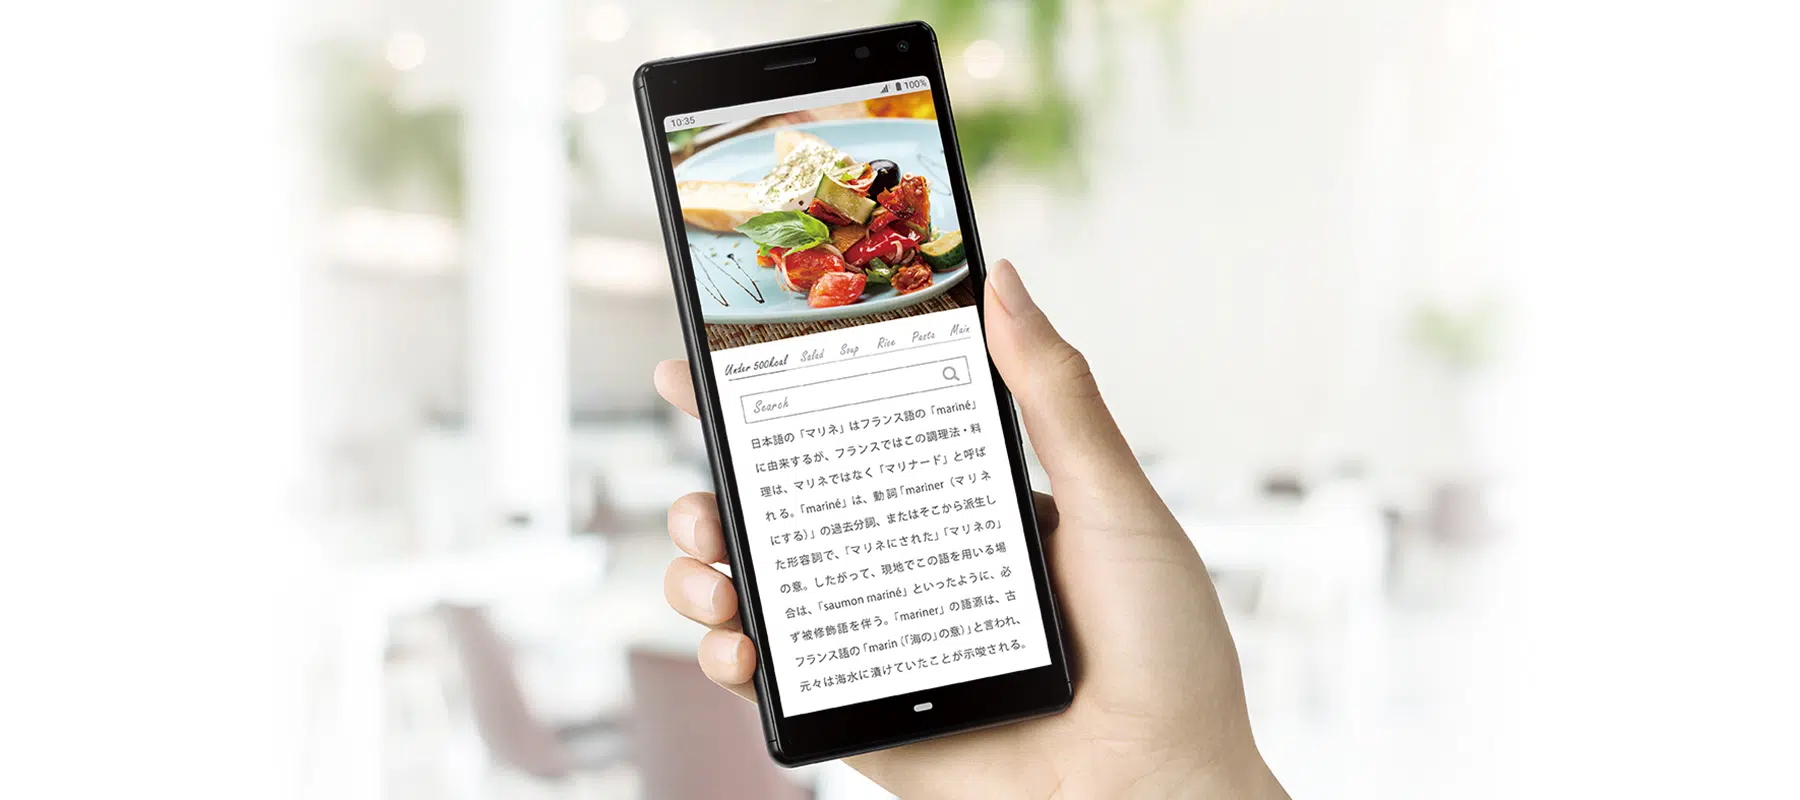 10:35 100%
Under 500kcal Salad Soup Rice Pasta Main
Search
日本語の「マリネ」はフランス語の「mariné」
に由来するが、フランスではこの調理法・料
理は、マリネではなく「マリナード」と呼ば
れる。「mariné」は、動詞「mariner（マリネ
にする）」の過去分詞、またはそこから派生し
た形容詞で、「マリネにされた」「マリネの」
の意。したがって、現地でこの語を用いる場
合は、「saumon mariné」といったように、必
ず被修飾語を伴う。「mariner」の語源は、古
フランス語の「marin（「海の」の意）」と言われ、
元々は海水に漬けていたことが示唆される。